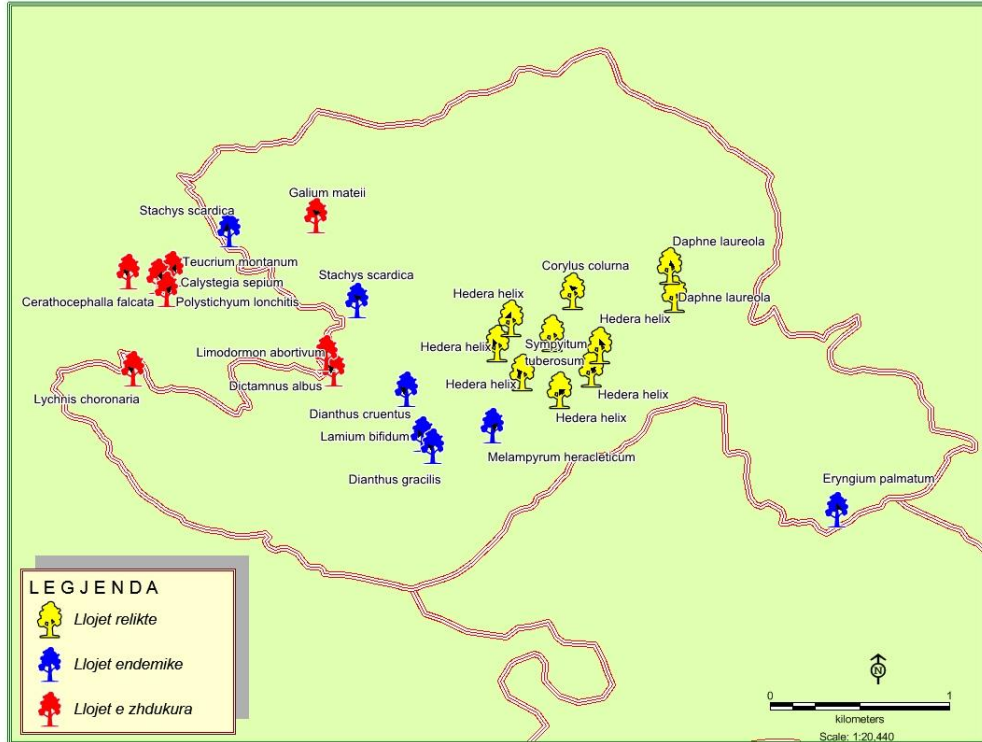 Galium mateii
Stachys scardica
Daphne laureola
Teucrium montanum
Corylus colurna
Stachys scardica
Calystegia sepium
Hedera helix
Daphne laureola
Cerathocephalla falcata
Polystichyum lonchitis
Hedera helix
Sympyitum
tuberosum
Hedera helix
Limodormon abortivum
Hedera helix
Dictamnus albus
Hedera helix
Lychnis choronaria
Dianthus cruentus
Hedera helix
Lamium bifidum
Melampyrum heracleticum
Dianthus gracilis
Eryngium palmatum
LEGJENDA
Llojet relikte
Llojet endemike
Llojet e zhdukura
N
0 1
kilometers
Scale: 1:20,440